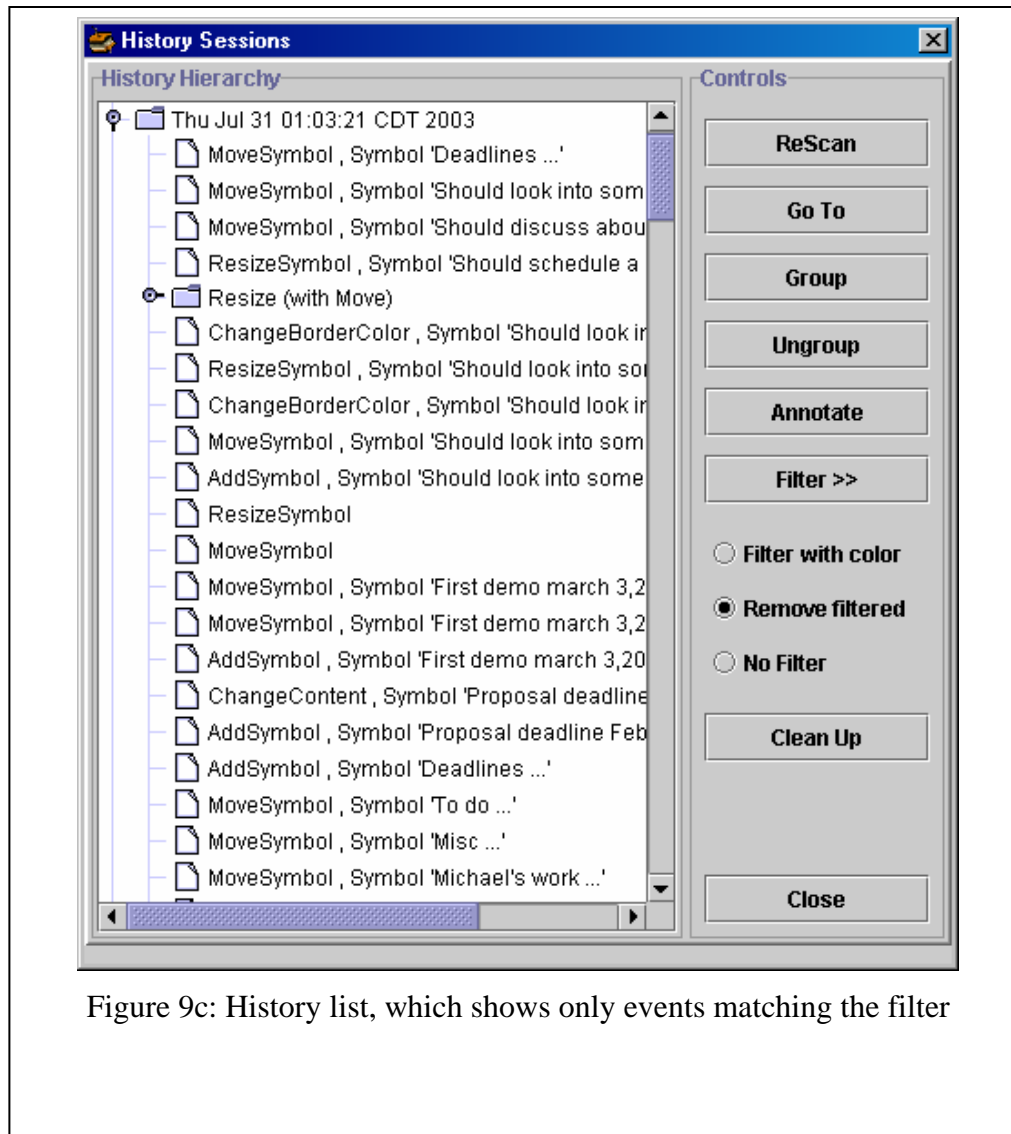 History Sessions
History Hierarchy
Thu Jul 31 01:03:21 CDT 2003
MoveSymbol , Symbol 'Deadlines ...'
MoveSymbol , Symbol 'Should look into som
MoveSymbol , Symbol 'Should discuss abou
ResizeSymbol , Symbol 'Should schedule a
Resize (with Move)
ChangeBorderColor , Symbol 'Should look
ResizeSymbol , Symbol 'Should look into
ChangeBorderColor , Symbol 'Should look
MoveSymbol , Symbol 'Should look into som
AddSymbol , Symbol 'Should look into some
ResizeSymbol
MoveSymbol
MoveSymbol , Symbol 'First demo march 3,2
MoveSymbol , Symbol 'First demo march 3,2
AddSymbol , Symbol 'First demo march 3,20
ChangeContent , Symbol 'Proposal deadline
AddSymbol , Symbol 'Proposal deadline Feb
AddSymbol , Symbol 'Deadlines ...'
MoveSymbol , Symbol 'To do ...'
MoveSymbol , Symbol 'Misc ...'
MoveSymbol , Symbol 'Michael's work ...'
Controls
ReScan
Go To
Group
Ungroup
Annotate
Filter >>
Filter with color
Remove filtered
No Filter
Clean Up
Close
Figure 9c: History list, which shows only events matching the filter